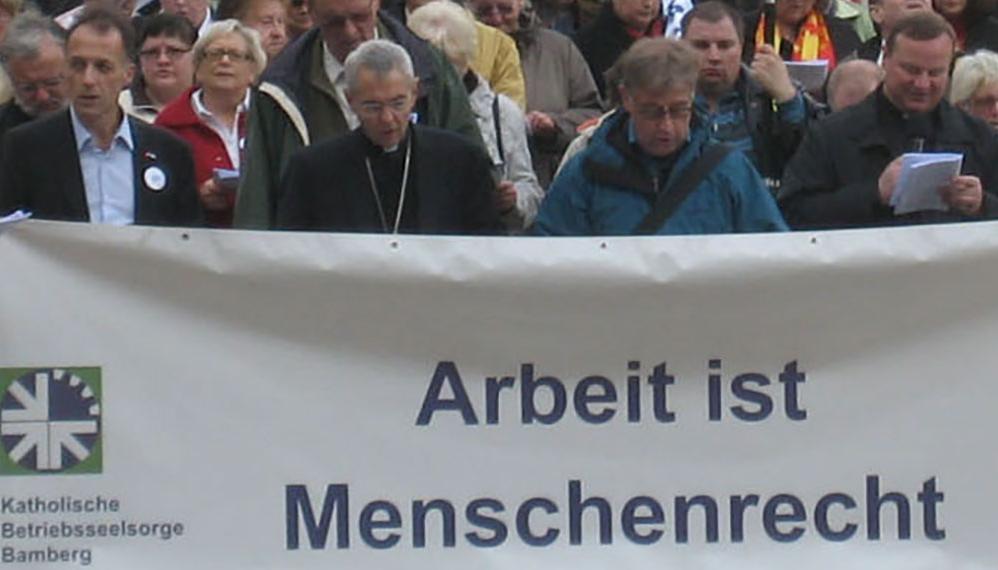 Arbeit ist
Menschenrecht
Katholische
Betriebsseelsorge
Bamberg